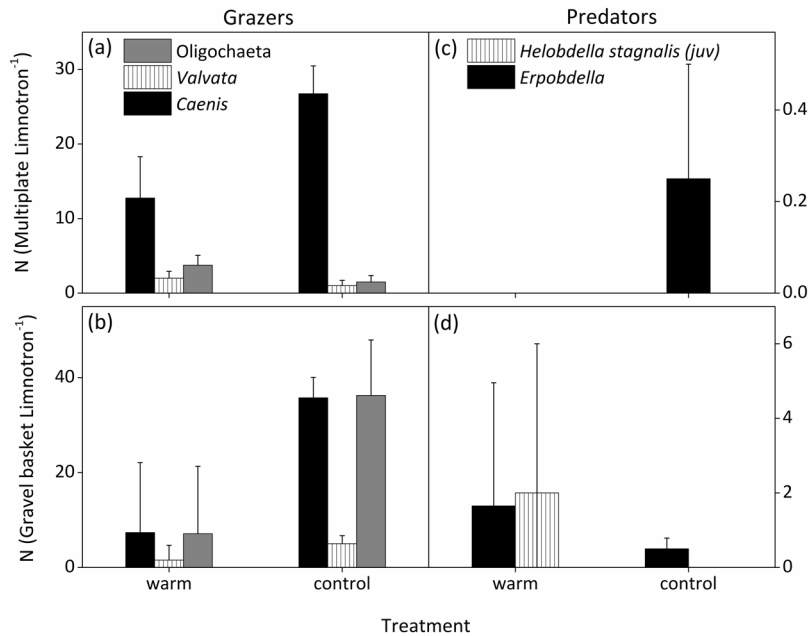 Grazers
Predators
(a)
Oligochaeta
Valvata
Caenis
(c)
Helobdella stagnalis (juv)
Erpobdella
30
20
10
0
0.4
0.2
0.0
N (Multiplate Limnotron⁻¹)
(b)
(d)
40
20
0
6
4
2
0
N (Gravel basket Limnotron⁻¹)
warm
control
warm
control
Treatment